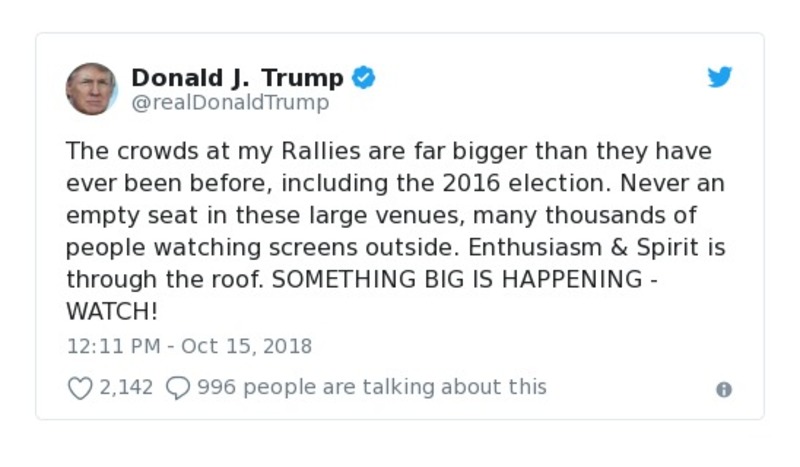 Donald J. Trump
@realDonaldTrump
The crowds at my Rallies are far bigger than they have
ever been before, including the 2016 election. Never an
empty seat in these large venues, many thousands of
people watching screens outside. Enthusiasm & Spirit is
through the roof. SOMETHING BIG IS HAPPENING -
WATCH!
12:11 PM - Oct 15, 2018
2,142 996 people are talking about this